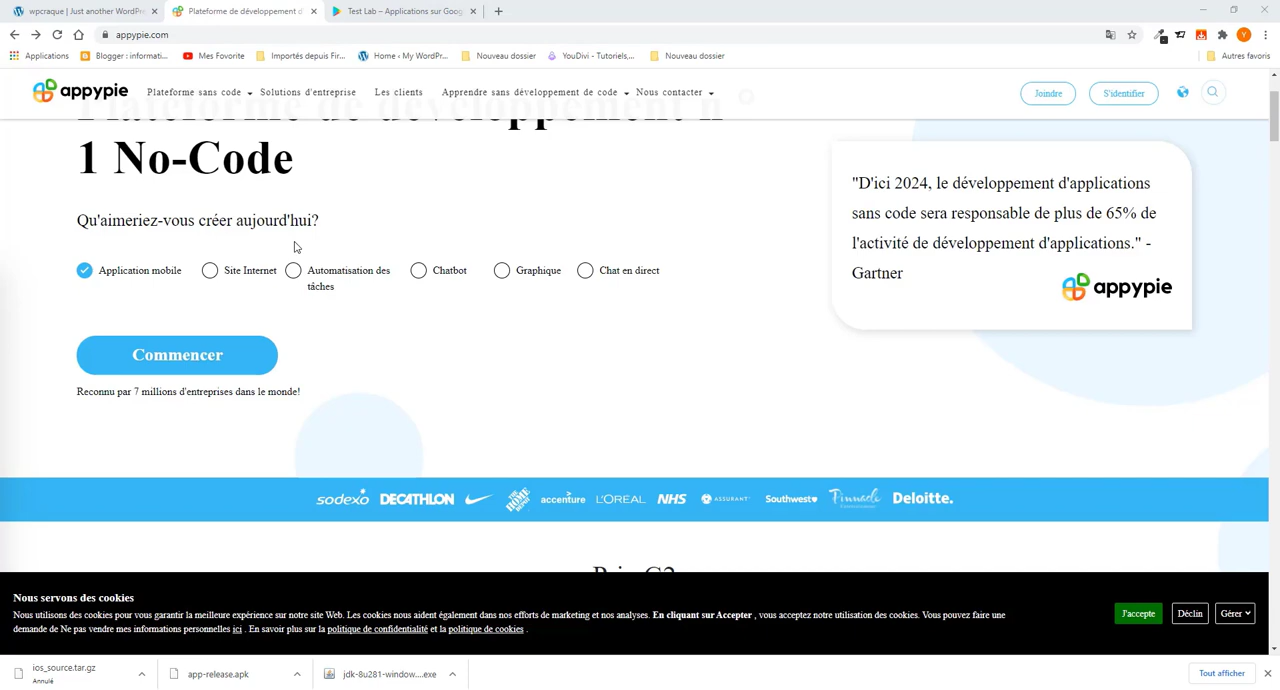 wpcraque | Just another WordPre
Plateforme de développement d
Test Lab – Applications sur Goog
appypie.com
Applications
Blogger : informati...
Mes Favorite
Importés depuis Fir...
Home ‹ My WordPr...
Nouveau dossier
YouDivi - Tutoriels,...
Nouveau dossier
Autres favoris
appypie
Plateforme sans code
Solutions d'entreprise
Les clients
Apprendre sans développement de code
Nous contacter
Joindre
S'identifier
Plateforme de développement n
1 No-Code
Qu'aimeriez-vous créer aujourd'hui?
Application mobile
Site Internet
Automatisation des
tâches
Chatbot
Graphique
Chat en direct
Commencer
Reconnu par 7 millions d'entreprises dans le monde!
"D'ici 2024, le développement d'applications
sans code sera responsable de plus de 65% de
l'activité de développement d'applications." -
Gartner
appypie
sodexo DECATHLON THE HOME DEPOT accenture L'ORÉAL NHS ASSURANT Southwest Pinnacle Deloitte.
Prix G2
Nous servons des cookies
Nous utilisons des cookies pour vous garantir la meilleure expérience sur notre site Web. Les cookies nous aident également dans nos efforts de marketing et nos analyses. En cliquant sur Accepter , vous acceptez notre utilisation des cookies. Vous pouvez faire une
demande de Ne pas vendre mes informations personnelles ici . En savoir plus sur la politique de confidentialité et la politique de cookies .
J'accepte
Déclin
Gérer
ios_source.tar.gz
Annulé
app-release.apk
jdk-8u281-window....exe
Tout afficher